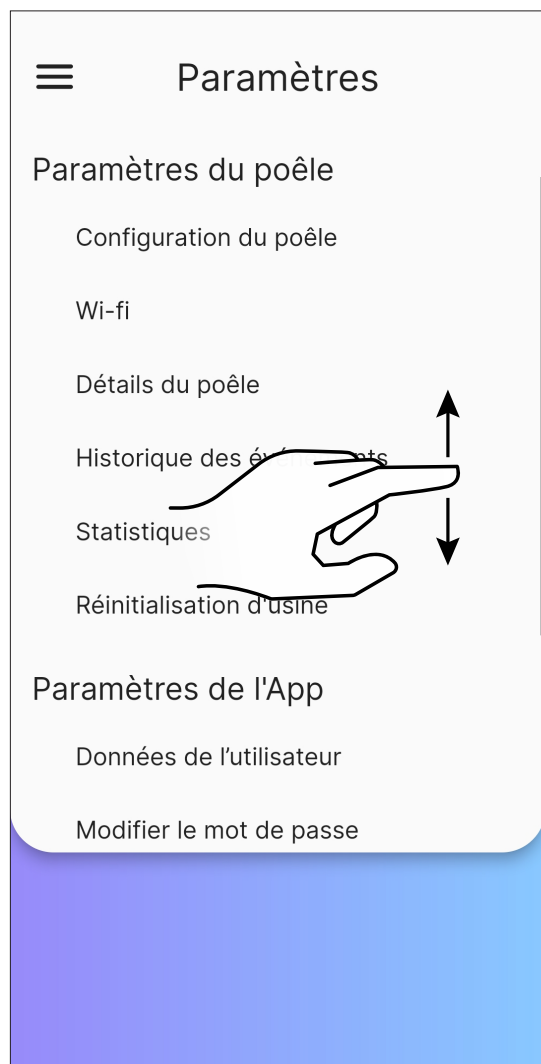 Paramètres
Paramètres du poêle
Configuration du poêle
Wi-fi
Détails du poêle
Historique des
Statistiques
Réinitialisation d'usine
Paramètres de l'App
Données de l’utilisateur
Modifier le mot de passe